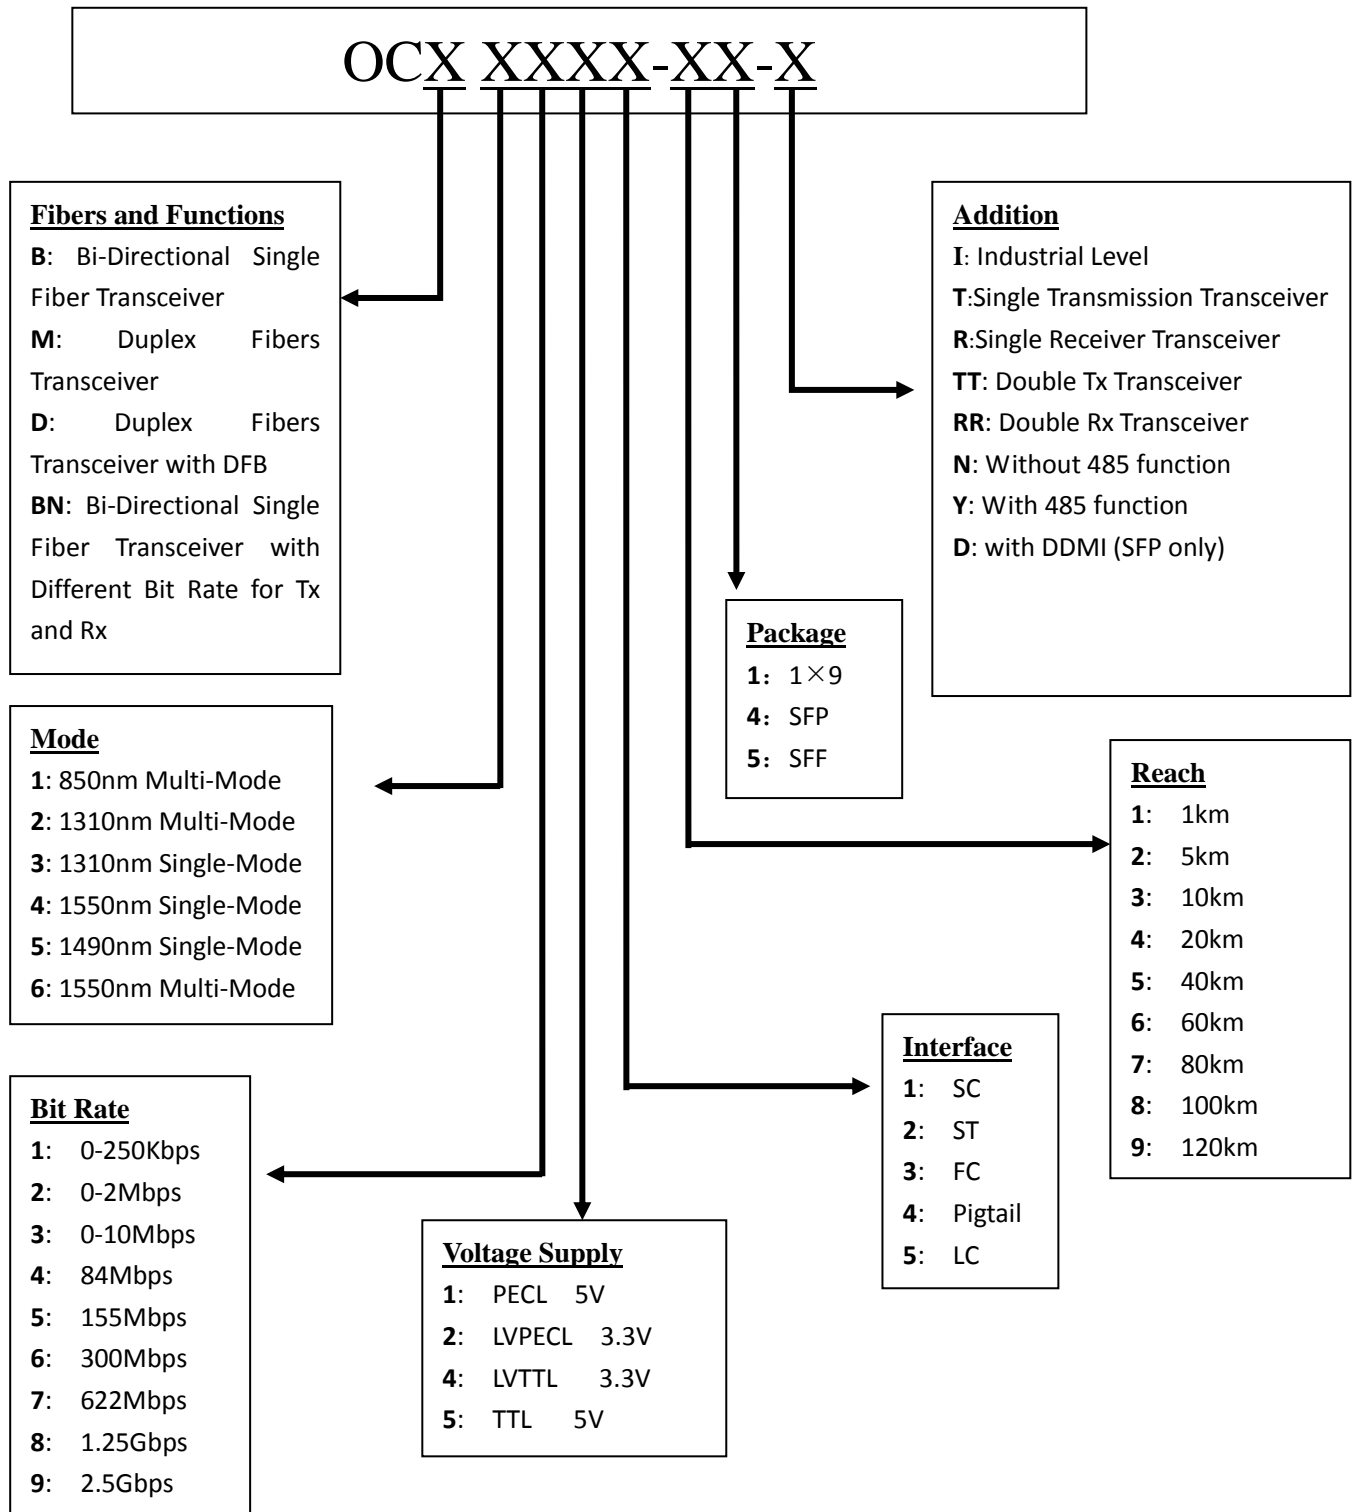 OCX XXXX-XX-X
Fibers and Functions
B: Bi-Directional Single
Fiber Transceiver
M: Duplex Fibers
Transceiver
D: Duplex Fibers
Transceiver with DFB
BN: Bi-Directional Single
Fiber Transceiver with
Different Bit Rate for Tx
and Rx
Addition
I: Industrial Level
T:Single Transmission Transceiver
R:Single Receiver Transceiver
TT: Double Tx Transceiver
RR: Double Rx Transceiver
N: Without 485 function
Y: With 485 function
D: with DDMI (SFP only)
Package
1： 1×9
4： SFP
5： SFF
Mode
1: 850nm Multi-Mode
2: 1310nm Multi-Mode
3: 1310nm Single-Mode
4: 1550nm Single-Mode
5: 1490nm Single-Mode
6: 1550nm Multi-Mode
Reach
1: 1km
2: 5km
3: 10km
4: 20km
5: 40km
6: 60km
7: 80km
8: 100km
9: 120km
Interface
1: SC
2: ST
3: FC
4: Pigtail
5: LC
Bit Rate
1: 0-250Kbps
2: 0-2Mbps
3: 0-10Mbps
4: 84Mbps
5: 155Mbps
6: 300Mbps
7: 622Mbps
8: 1.25Gbps
9: 2.5Gbps
Voltage Supply
1: PECL 5V
2: LVPECL 3.3V
4: LVTTL 3.3V
5: TTL 5V